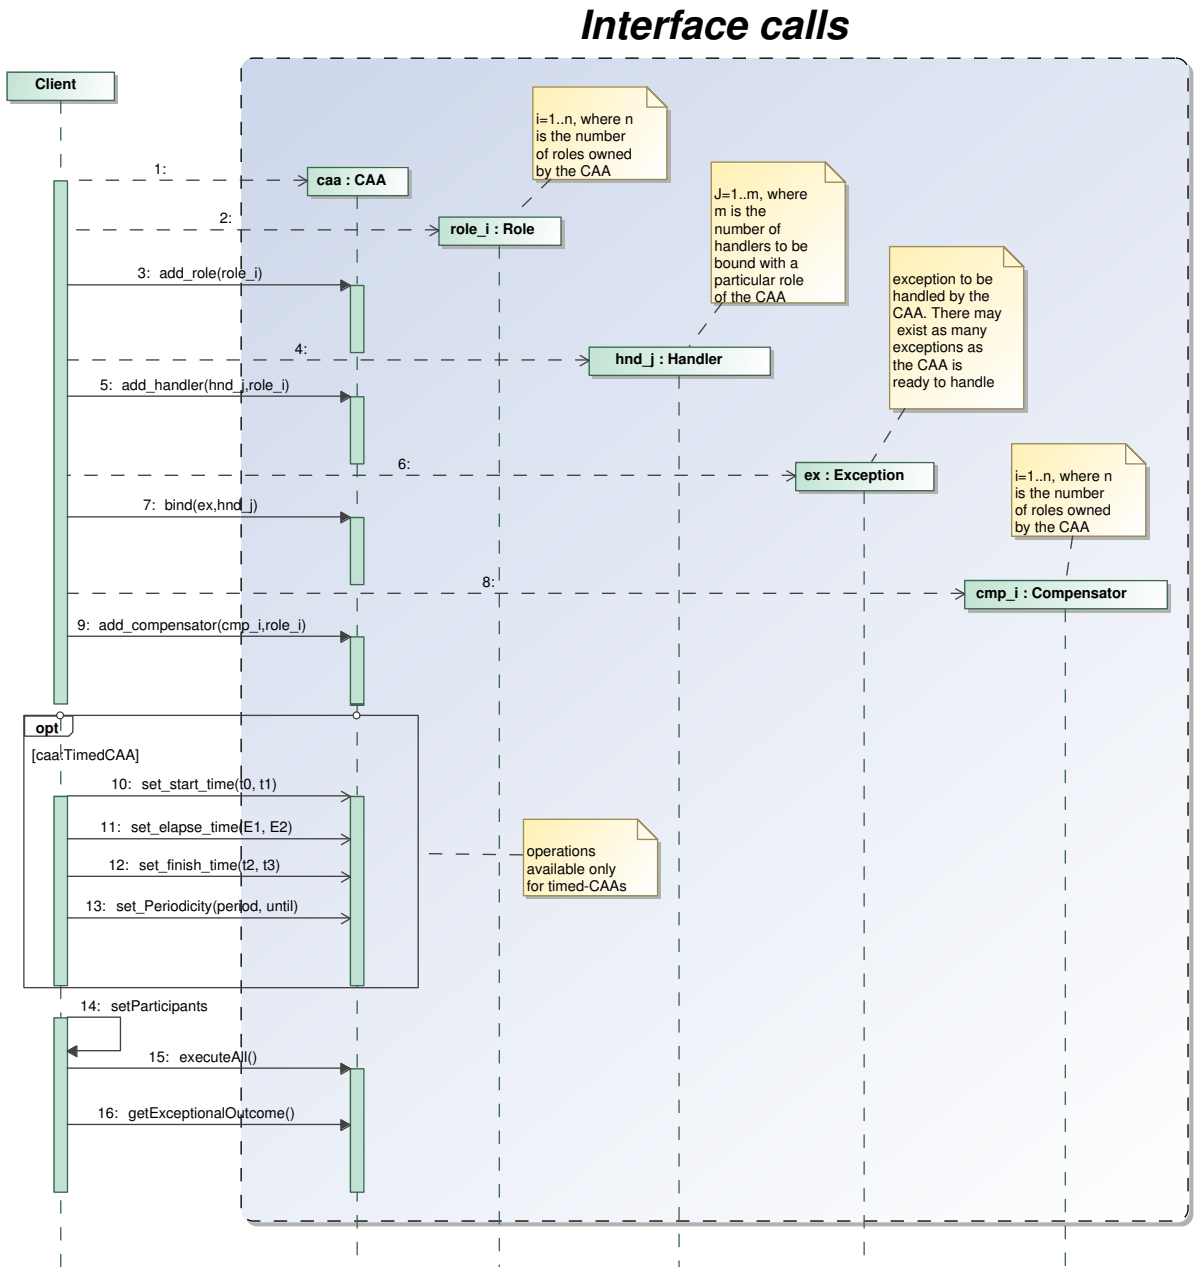 Interface calls
Client
i=1..n, where n
is the number
of roles owned
by the CAA
1:
caa : CAA
J=1..m, where
m is the
number of
handlers to be
bound with a
particular role
of the CAA
2:
role_i : Role
3: add_role(role_i)
exception to be
handled by the
CAA. There may
exist as many
exceptions as
the CAA is
ready to handle
4:
hnd_j : Handler
5: add_handler(hnd_j,role_i)
6:
ex : Exception
i=1..n, where n
is the number
of roles owned
by the CAA
7: bind(ex,hnd_j)
8:
cmp_i : Compensator
9: add_compensator(cmp_i,role_i)
opt
[caa:TimedCAA]
10: set_start_time(t0, t1)
11: set_elapse_time(E1, E2)
12: set_finish_time(t2, t3)
13: set_Periodicity(period, until)
operations
available only
for timed-CAAs
14: setParticipants
15: executeAll()
16: getExceptionalOutcome()